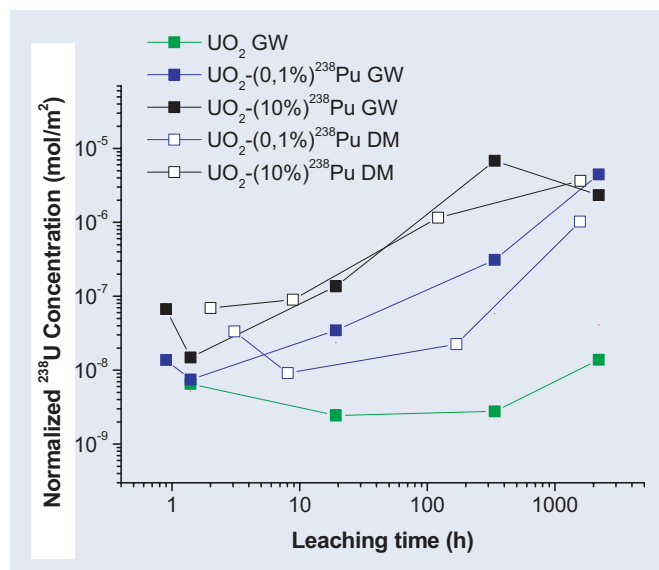 UO₂ GW
UO₂-(0,1%)²³⁸Pu GW
UO₂-(10%)²³⁸Pu GW
UO₂-(0,1%)²³⁸Pu DM
UO₂-(10%)²³⁸Pu DM
Normalized ²³⁸U Concentration (mol/m²)
10⁻⁵
10⁻⁶
10⁻⁷
10⁻⁸
10⁻⁹
1 10 100 1000
Leaching time (h)